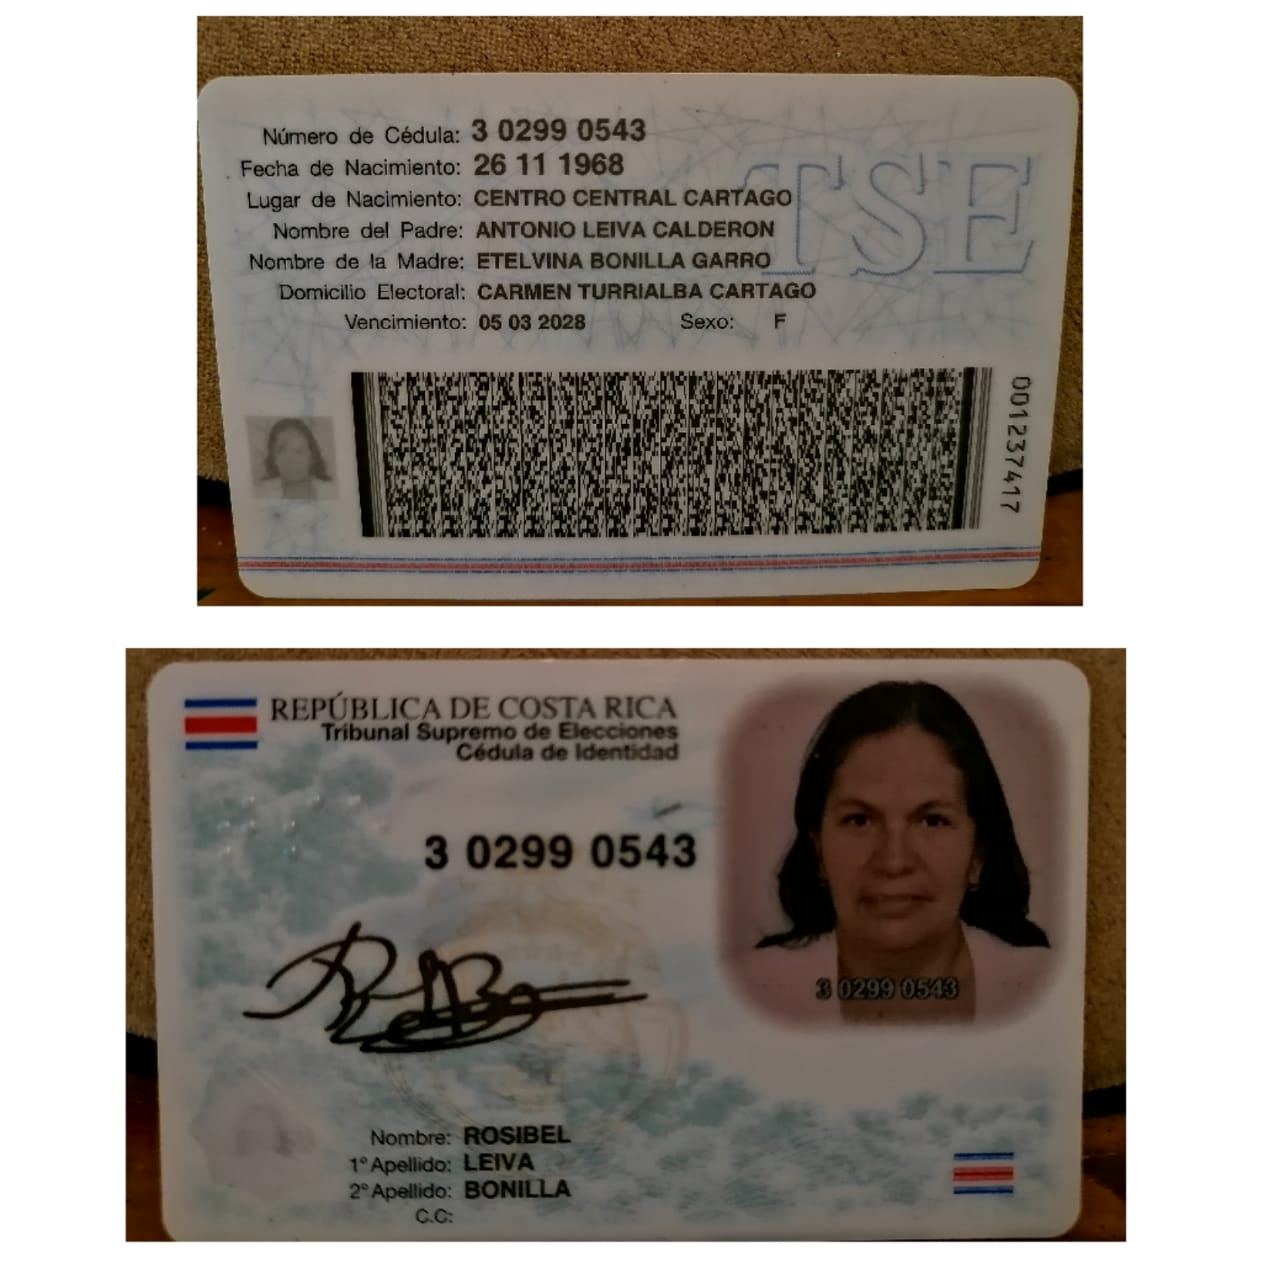 Número de Cédula: 3 0299 0543
Fecha de Nacimiento: 26 11 1968
Lugar de Nacimiento: CENTRO CENTRAL CARTAGO
Nombre del Padre: ANTONIO LEIVA CALDERON
Nombre de la Madre: ETELVINA BONILLA GARRO
Domicilio Electoral: CARMEN TURRIALBA CARTAGO
Vencimiento: 05 03 2028 Sexo: F
TSE
001237417
REPÚBLICA DE COSTA RICA
Tribunal Supremo de Elecciones
Cédula de Identidad
3 0299 0543
3 0299 0543
Nombre: ROSIBEL
1º Apellido: LEIVA
2º Apellido: BONILLA
C.C: